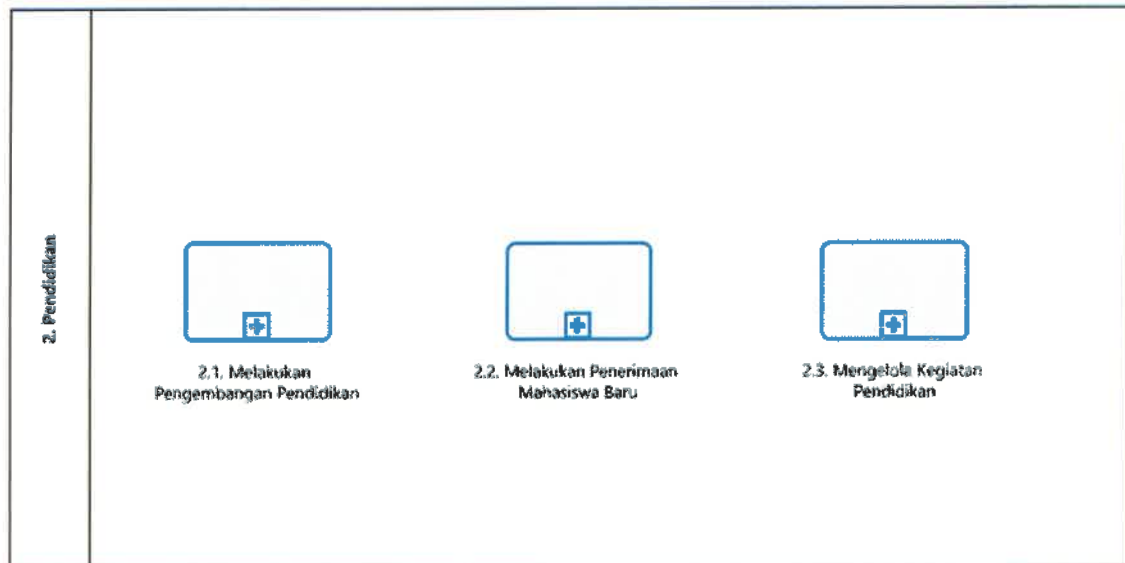 2. Pendidikan
2.1. Melakukan
Pengembangan Pendidikan
2.2. Melakukan Penerimaan
Mahasiswa Baru
2.3. Mengelola Kegiatan
Pendidikan